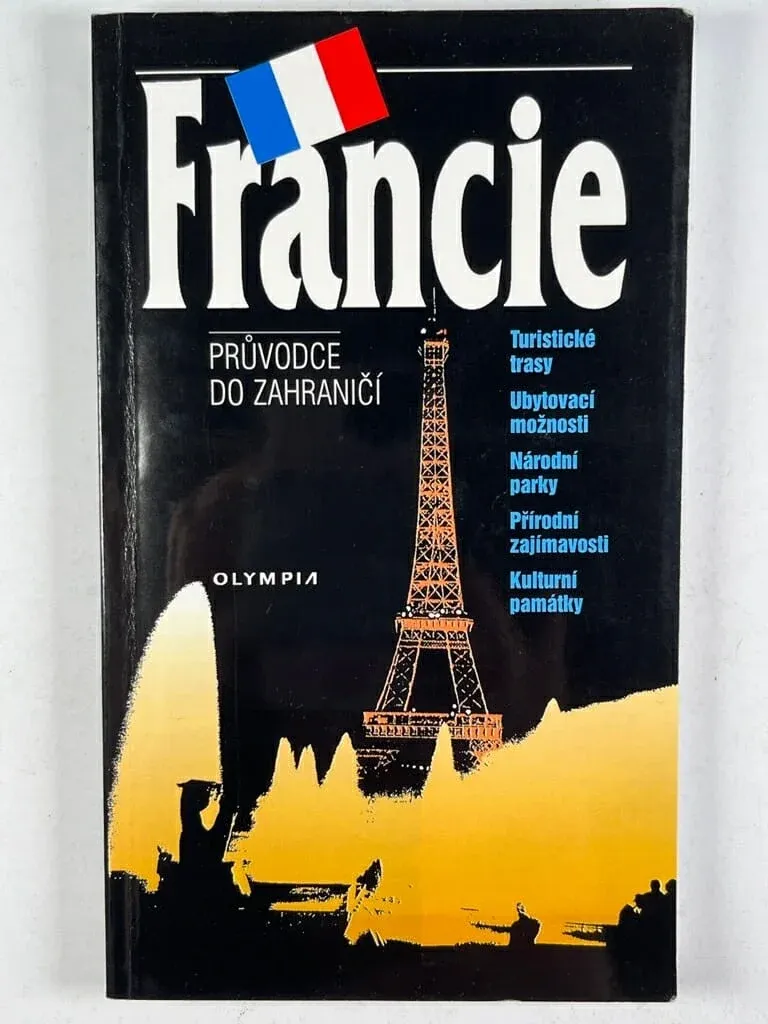 Francie
PRŮVODCE
DO ZAHRANIČÍ
Turistické
trasy
Ubytovací
možnosti
Národní
parky
Přírodní
zajímavosti
Kulturní
památky
OLYMPIA